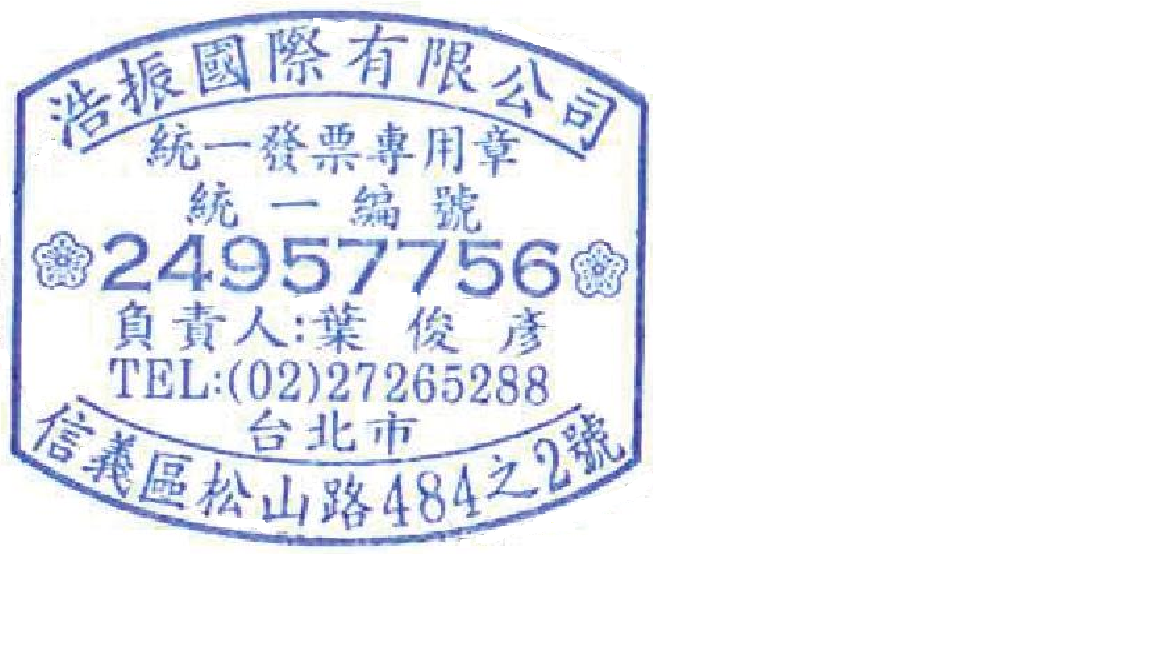 浩振國際有限公司
統一發票專用章
統一編號
24957756
負責人:葉俊彥
TEL:(02)27265288
台北市
信義區松山路484之2號